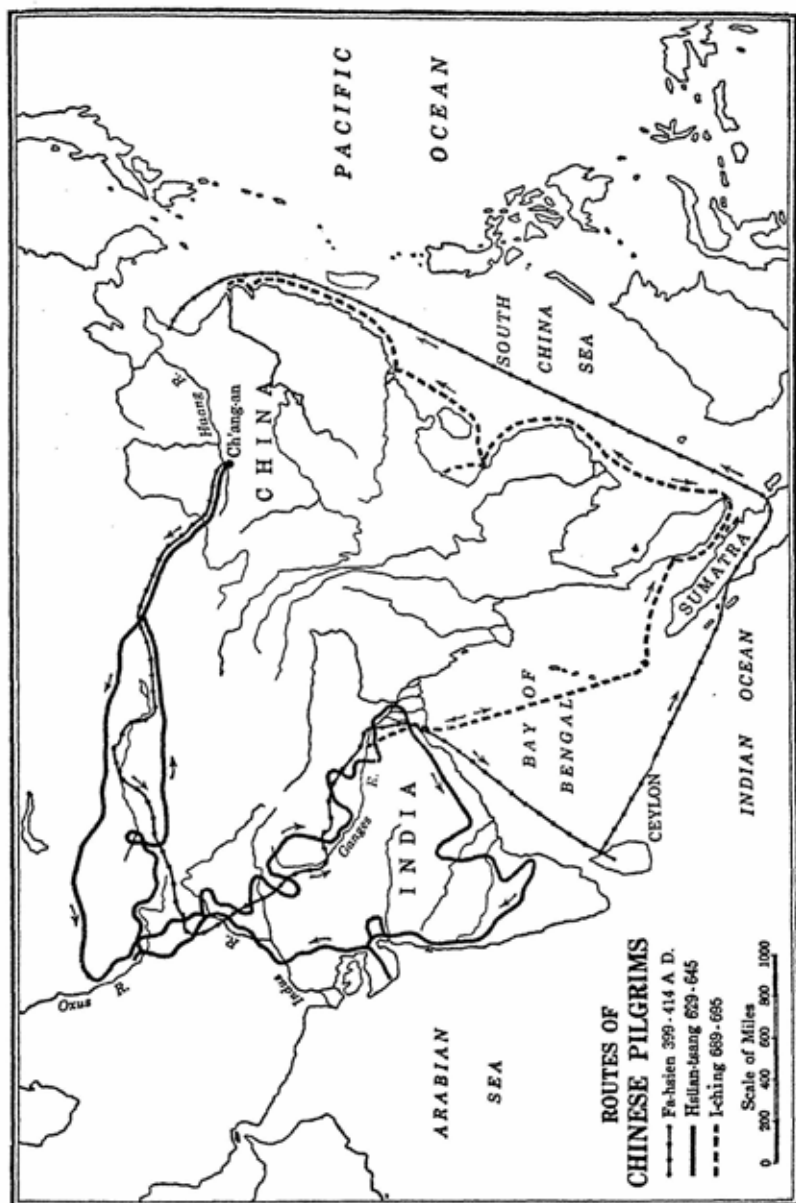 PACIFIC
OCEAN
Huang R.
Ch'ang-an
CHINA
SOUTH
CHINA
SEA
SUMATRA
Oxus R.
Indus R.
Ganges R.
INDIA
BAY OF
BENGAL
CEYLON
INDIAN OCEAN
ARABIAN
SEA
ROUTES OF
CHINESE PILGRIMS
Fa-hsien 399-414 A D.
Hsüan-tsang 629-645
I-ching 689-695
Scale of Miles
0 200 400 600 800 1000